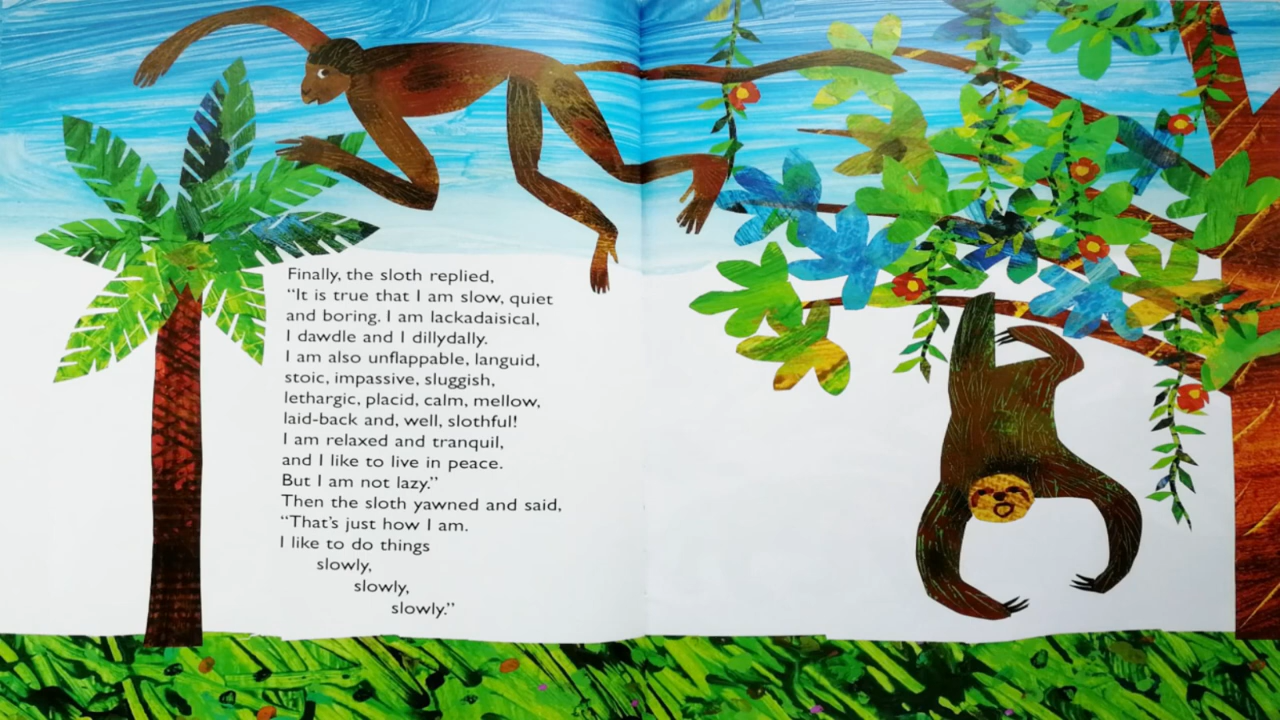 Finally, the sloth replied,
“It is true that I am slow, quiet
and boring. I am lackadaisical,
I dawdle and I dillydally.
I am also unflappable, languid,
stoic, impassive, sluggish,
lethargic, placid, calm, mellow,
laid-back and, well, slothful!
I am relaxed and tranquil,
and I like to live in peace.
But I am not lazy.”
Then the sloth yawned and said,
“That’s just how I am.
I like to do things
slowly,
slowly,
slowly.”